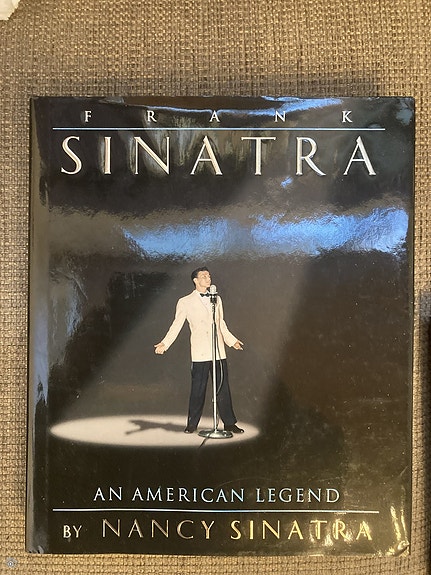 FRANK
SINATRA
AN AMERICAN LEGEND
BY NANCY SINATRA